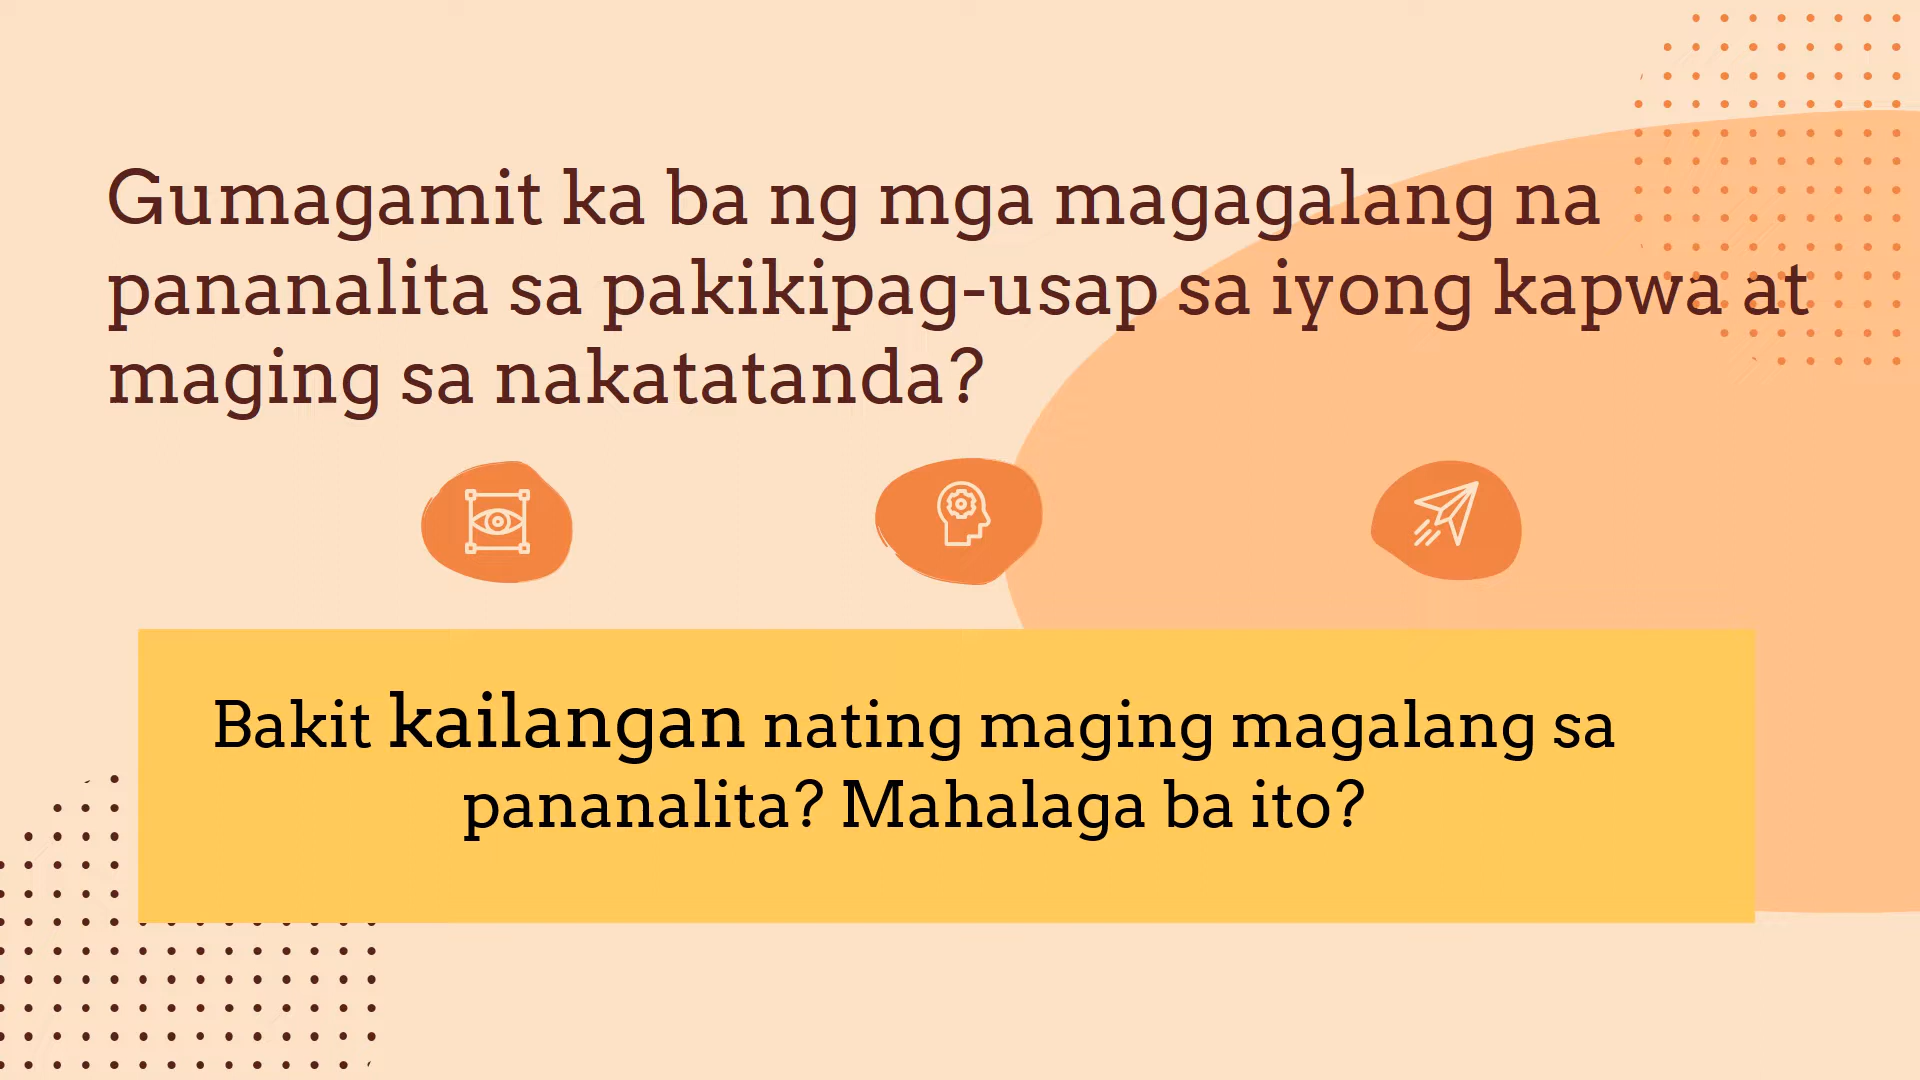 Gumagamit ka ba ng mga magagalang na
pananalita sa pakikipag-usap sa iyong kapwa at
maging sa nakatatanda?
Bakit kailangan nating maging magalang sa
pananalita? Mahalaga ba ito?